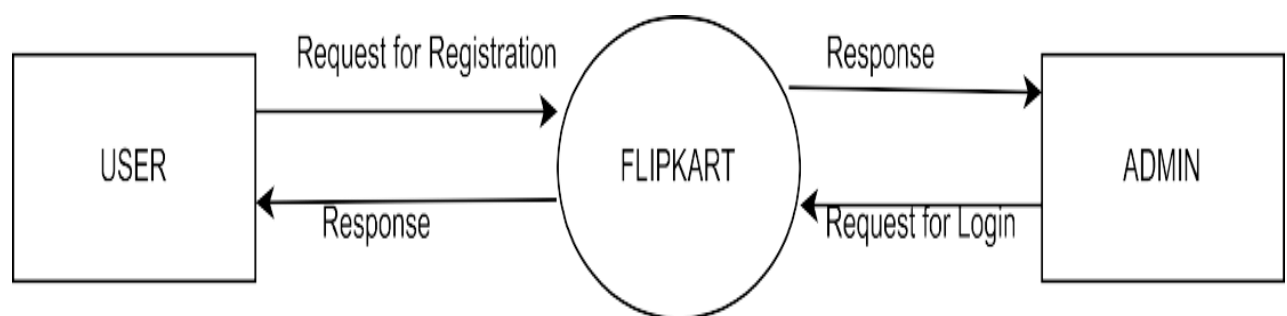 Request for Registration
Response
USER
FLIPKART
ADMIN
Response
Request for Login